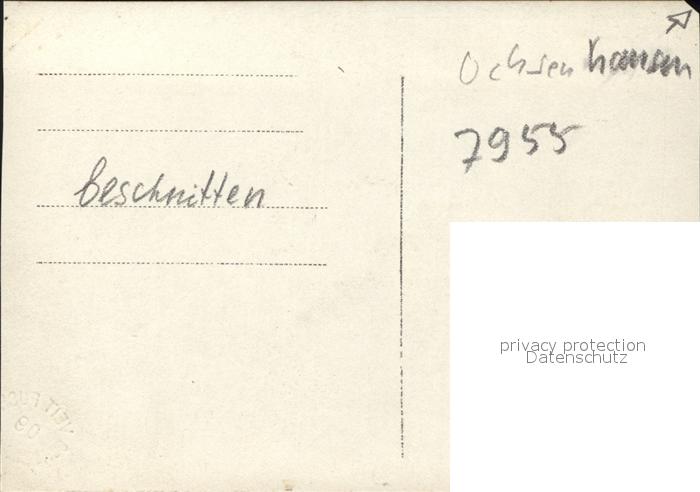 Ochsenhausen
7955
beschnitten
privacy protection
Datenschutz